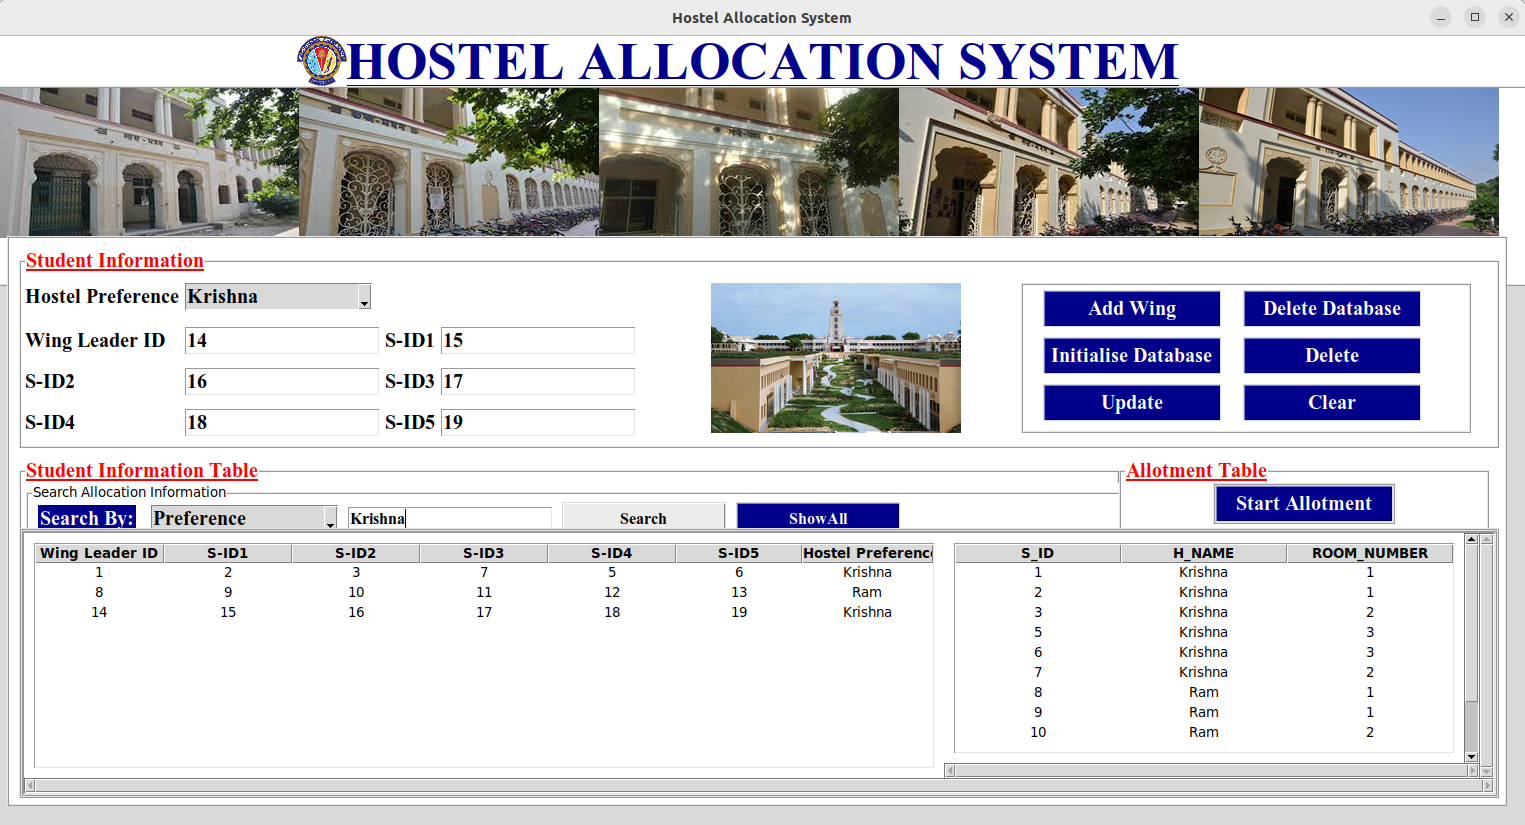 Hostel Allocation System
HOSTEL ALLOCATION SYSTEM
Student Information
Hostel Preference Krishna
Wing Leader ID 14 S-ID1 15
S-ID2 16 S-ID3 17
S-ID4 18 S-ID5 19
Add Wing Delete Database
Initialise Database Delete
Update Clear
Student Information Table
Search Allocation Information
Search By: Preference Krishna Search ShowAll
Allotment Table
Start Allotment
Wing Leader ID S-ID1 S-ID2 S-ID3 S-ID4 S-ID5 Hostel Preferenc
1 2 3 7 5 6 Krishna
8 9 10 11 12 13 Ram
14 15 16 17 18 19 Krishna
S_ID H_NAME ROOM_NUMBER
1 Krishna 1
2 Krishna 1
3 Krishna 2
5 Krishna 3
6 Krishna 3
7 Krishna 2
8 Ram 1
9 Ram 1
10 Ram 2